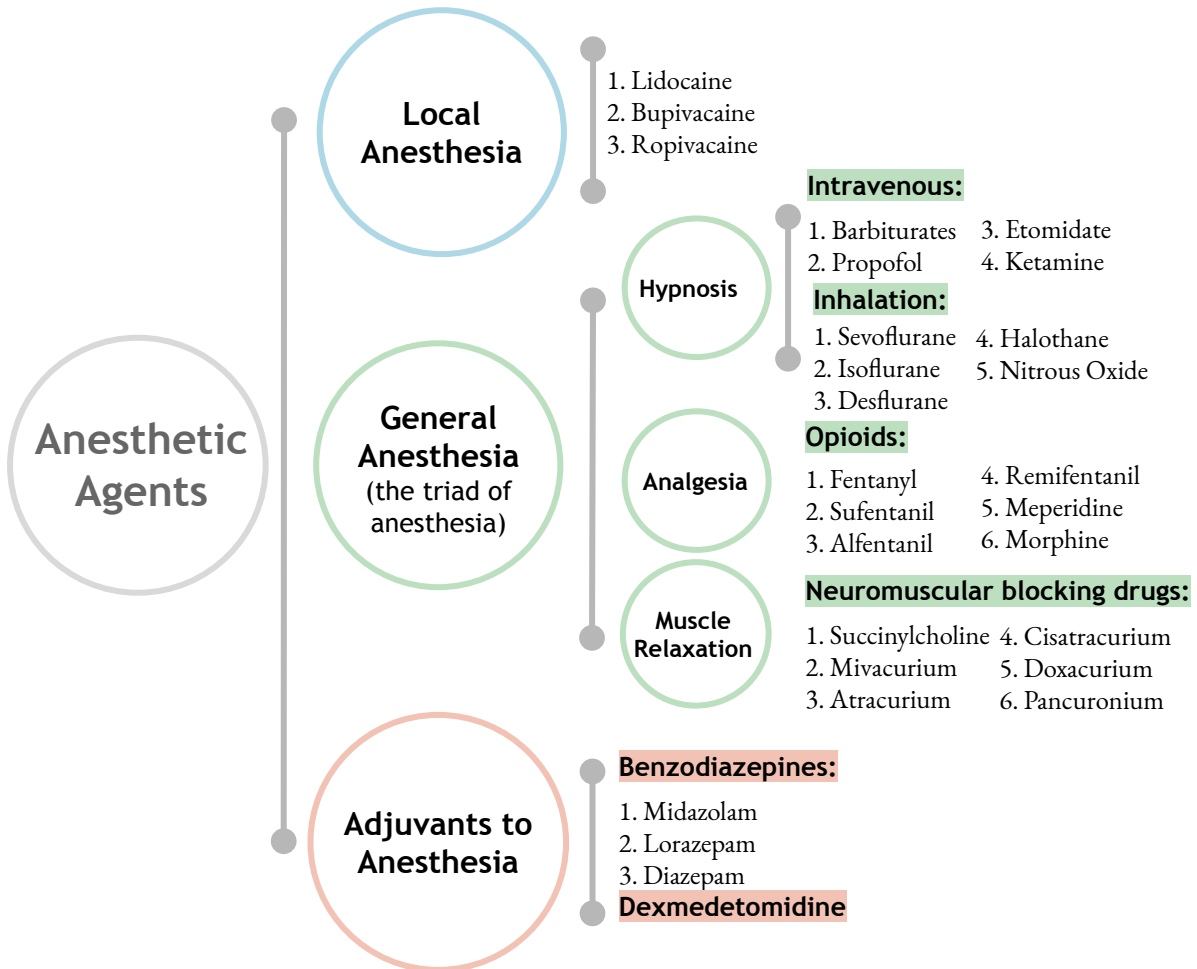 Anesthetic
Agents
Local
Anesthesia
1. Lidocaine
2. Bupivacaine
3. Ropivacaine
General
Anesthesia
(the triad of
anesthesia)
Hypnosis
Intravenous:
1. Barbiturates
2. Propofol
3. Etomidate
4. Ketamine
Inhalation:
1. Sevoflurane
2. Isoflurane
3. Desflurane
4. Halothane
5. Nitrous Oxide
Analgesia
Opioids:
1. Fentanyl
2. Sufentanil
3. Alfentanil
4. Remifentanil
5. Meperidine
6. Morphine
Muscle
Relaxation
Neuromuscular blocking drugs:
1. Succinylcholine
2. Mivacurium
3. Atracurium
4. Cisatracurium
5. Doxacurium
6. Pancuronium
Adjuvants to
Anesthesia
Benzodiazepines:
1. Midazolam
2. Lorazepam
3. Diazepam
Dexmedetomidine